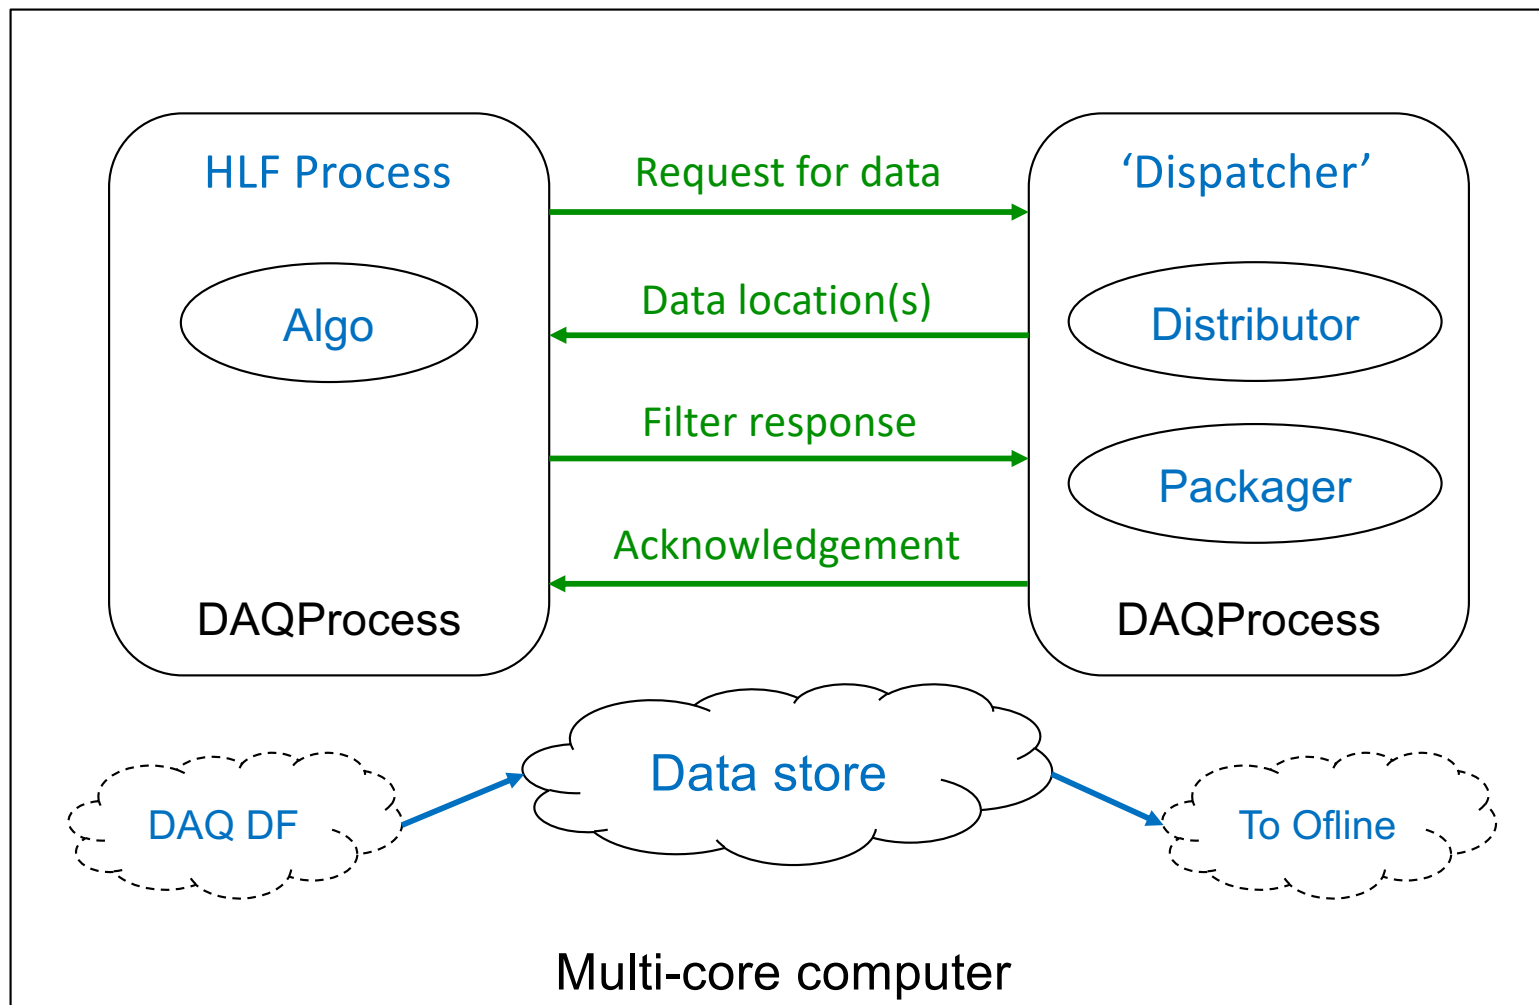 HLF Process
Algo
DAQProcess
Request for data
Data location(s)
Filter response
Acknowledgement
‘Dispatcher’
Distributor
Packager
DAQProcess
DAQ DF
Data store
To Ofline
Multi-core computer